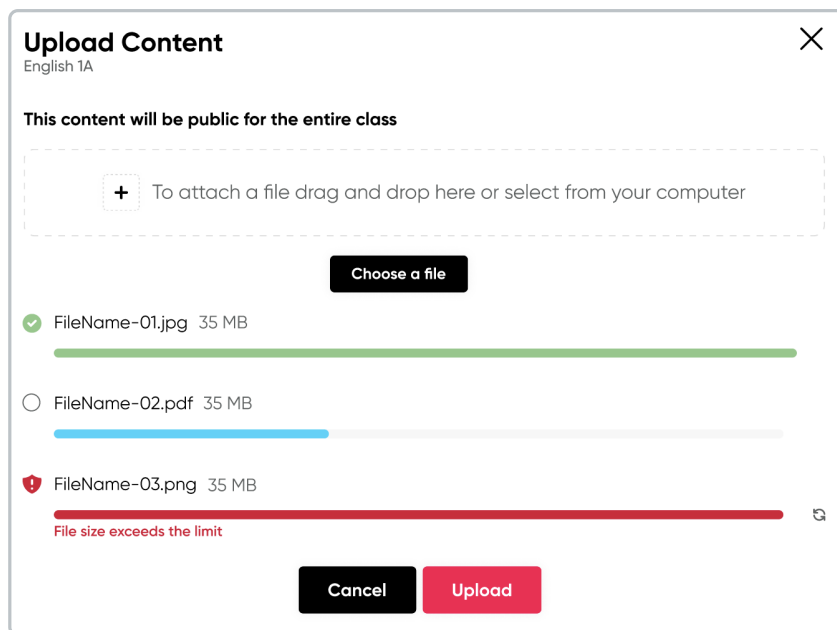 Upload Content
English 1A
This content will be public for the entire class
+ To attach a file drag and drop here or select from your computer
Choose a file
FileName-01.jpg 35 MB
FileName-02.pdf 35 MB
FileName-03.png 35 MB
File size exceeds the limit
Cancel Upload